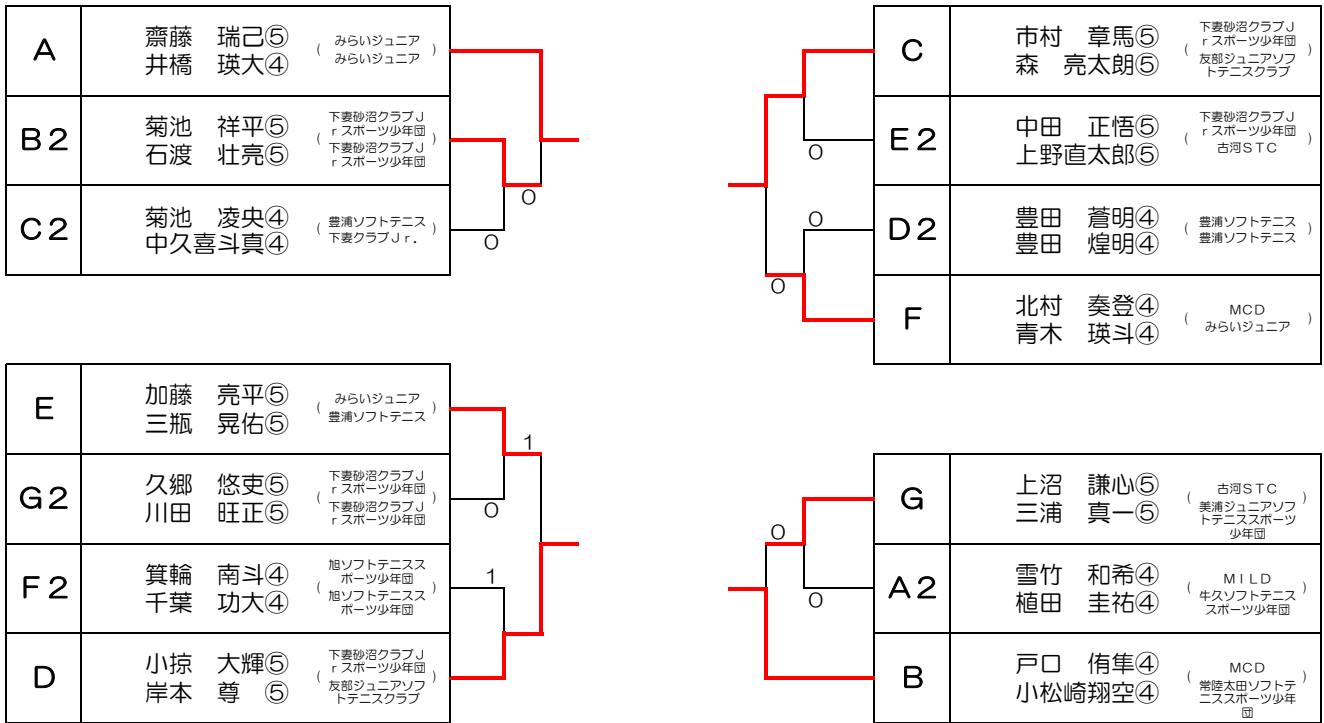 A
齋藤　瑞己⑤
井橋　瑛大④
(みらいジュニア
みらいジュニア)
B2
菊池　祥平⑤
石渡　壮亮⑤
(下妻砂沼クラブJ
rスポーツ少年団
下妻砂沼クラブJ
rスポーツ少年団)
0
C2
菊池　凌央④
中久喜斗真④
(豊浦ソフトテニス
下妻クラブJr.)
0
E
加藤　亮平⑤
三瓶　晃佑⑤
(みらいジュニア
豊浦ソフトテニス)
1
G2
久郷　悠吏⑤
川田　旺正⑤
(下妻砂沼クラブJ
rスポーツ少年団
下妻砂沼クラブJ
rスポーツ少年団)
0
F2
箕輪　南斗④
千葉　功大④
(旭ソフトテニスス
ポーツ少年団
旭ソフトテニスス
ポーツ少年団)
1
D
小掠　大輝⑤
岸本　尊　⑤
(下妻砂沼クラブJ
rスポーツ少年団
友部ジュニアソフ
トテニスクラブ)
C
市村　章馬⑤
森　亮太朗⑤
(下妻砂沼クラブJ
rスポーツ少年団
友部ジュニアソフ
トテニスクラブ)
0
E2
中田　正悟⑤
上野直太郎⑤
(下妻砂沼クラブJ
rスポーツ少年団
古河STC)
0
D2
豊田　蒼明④
豊田　煌明④
(豊浦ソフトテニス
豊浦ソフトテニス)
0
F
北村　奏登④
青木　瑛斗④
(MCD
みらいジュニア)
G
上沼　謙心⑤
三浦　真一⑤
(古河STC
美浦ジュニアソフ
トテニススポーツ
少年団)
0
A2
雪竹　和希④
植田　圭祐④
(MILD
牛久ソフトテニス
スポーツ少年団)
0
B
戸口　侑隼④
小松崎翔空④
(MCD
常陸太田ソフトテ
ニススポーツ少年
団)